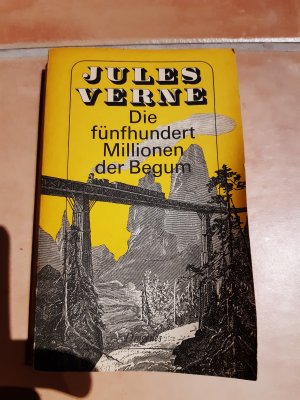 JULES
VERNE
Die
fünfhundert
Millionen
der Begum